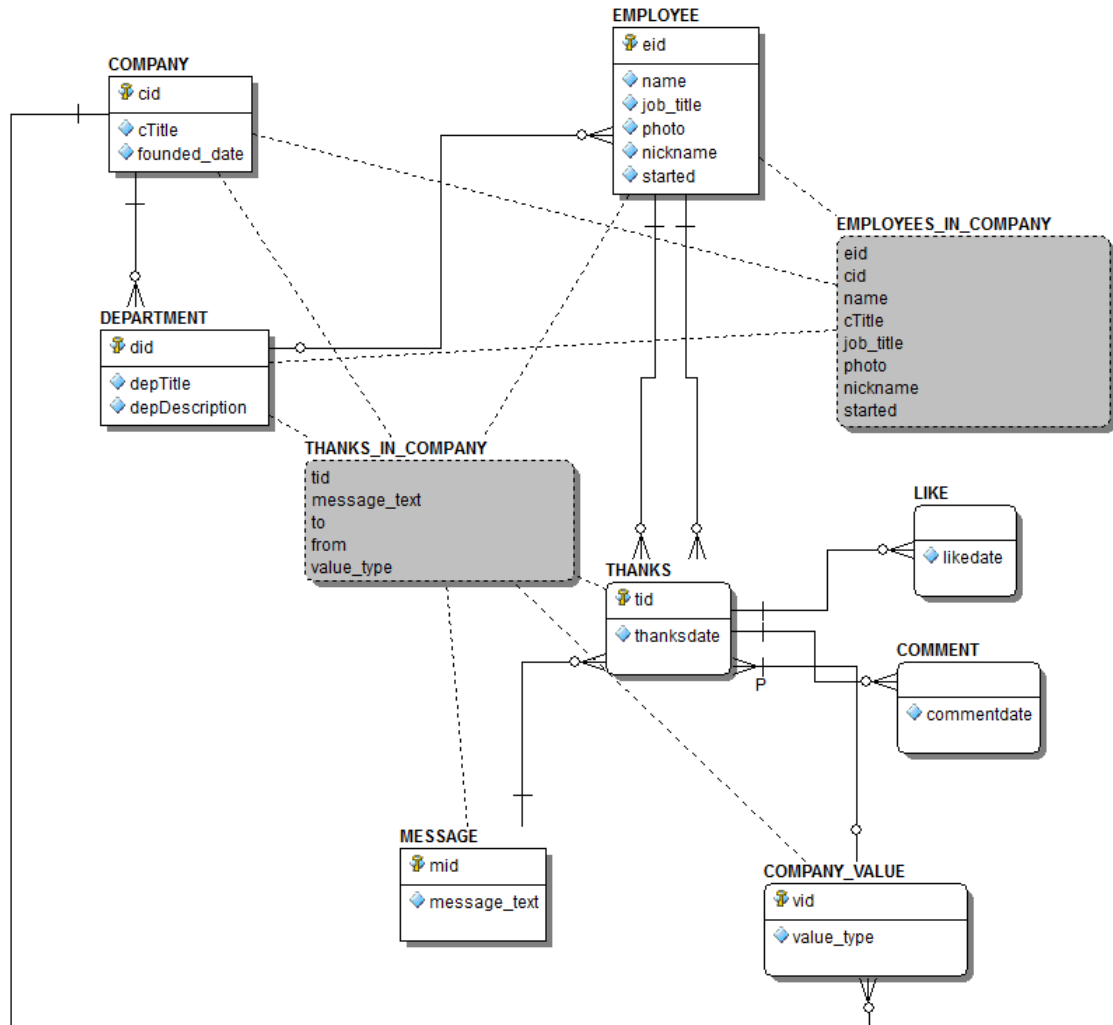 EMPLOYEE
eid
name
job_title
photo
nickname
started
COMPANY
cid
cTitle
founded_date
EMPLOYEES_IN_COMPANY
eid
cid
name
cTitle
job_title
photo
nickname
started
DEPARTMENT
did
depTitle
depDescription
THANKS_IN_COMPANY
tid
message_text
to
from
value_type
LIKE
likedate
THANKS
tid
thanksdate
P
COMMENT
commentdate
MESSAGE
mid
message_text
COMPANY_VALUE
vid
value_type